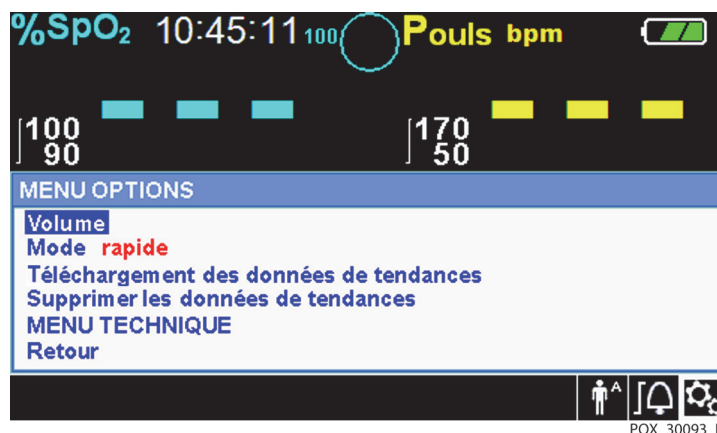 %SpO₂ 10:45:11 100 Pouls bpm
100 170
90 50
MENU OPTIONS
Volume
Mode rapide
Téléchargement des données de tendances
Supprimer les données de tendances
MENU TECHNIQUE
Retour
A
POX_30093_